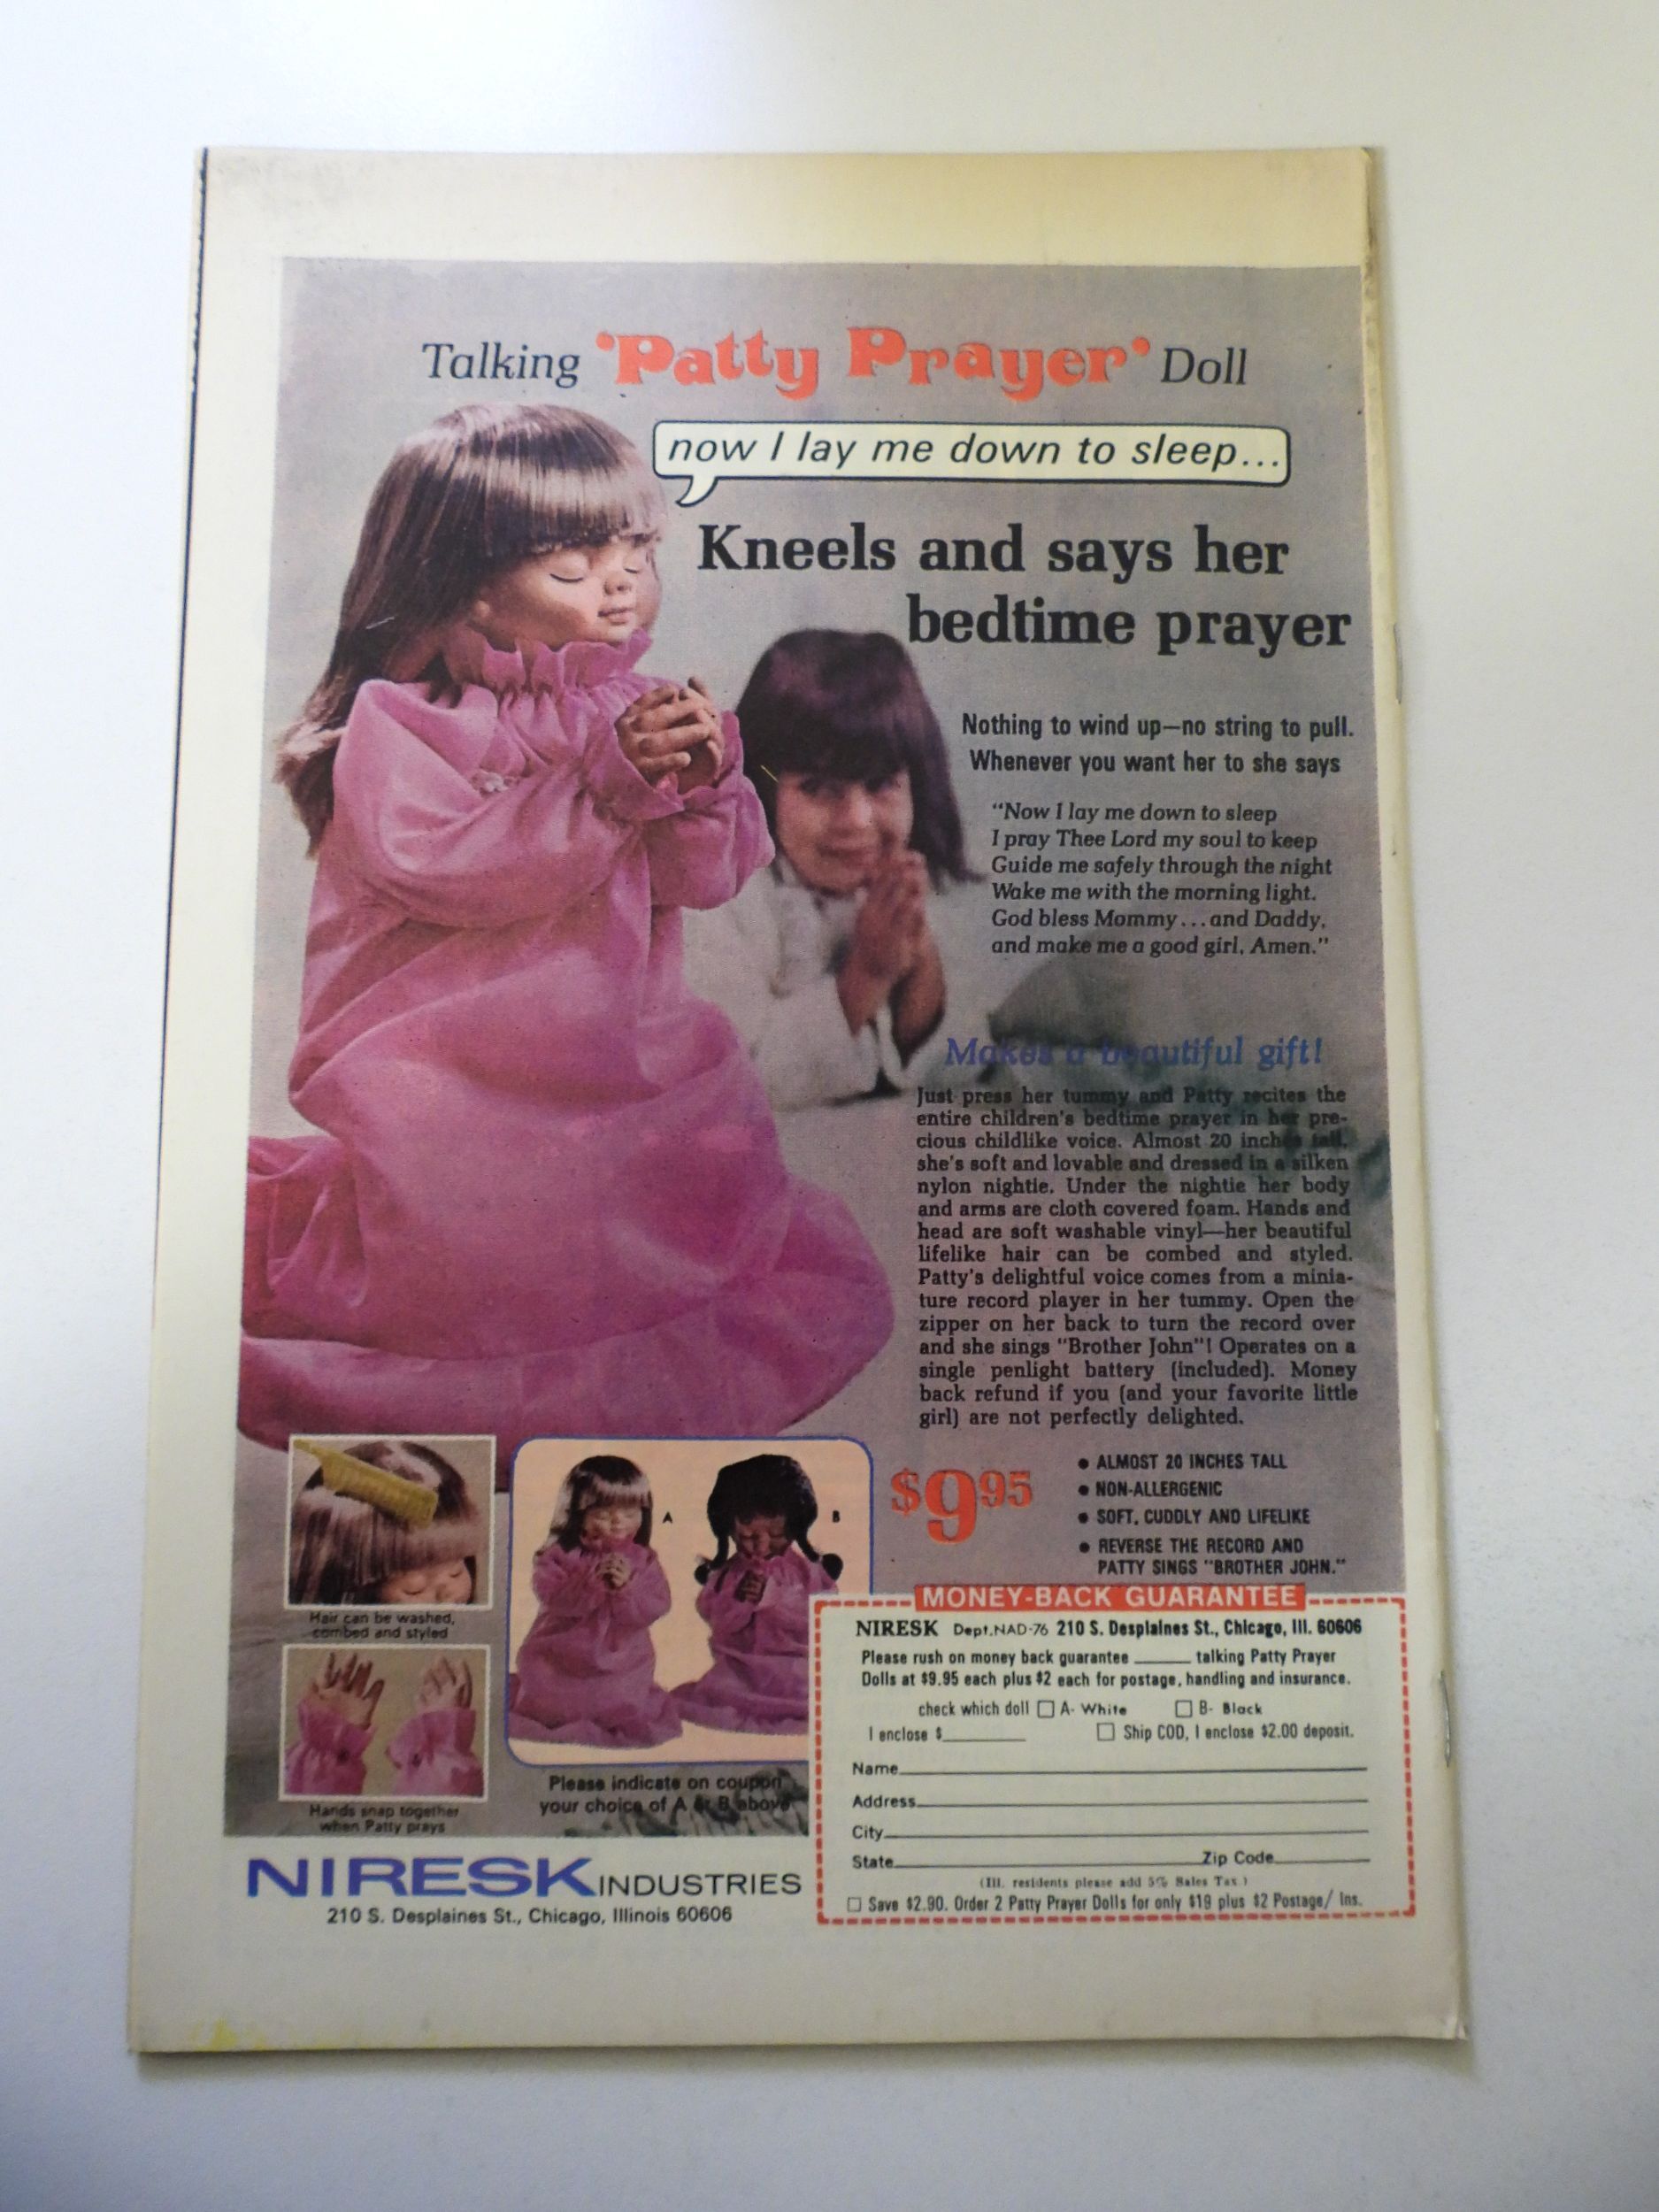 Talking 'Patty Prayer' Doll
now I lay me down to sleep...
Kneels and says her
bedtime prayer
Nothing to wind up—no string to pull.
Whenever you want her to she says
"Now I lay me down to sleep
I pray Thee Lord my soul to keep
Guide me safely through the night
Wake me with the morning light.
God bless Mommy...and Daddy,
and make me a good girl, Amen."
Makes a beautiful gift!
Just press her tummy and Patty recites the
entire children's bedtime prayer in her pre-
cious childlike voice. Almost 20 inches tall,
she's soft and lovable and dressed in a silken
nylon nightie. Under the nightie her body
and arms are cloth covered foam. Hands and
head are soft washable vinyl—her beautiful
lifelike hair can be combed and styled.
Patty's delightful voice comes from a minia-
ture record player in her tummy. Open the
zipper on her back to turn the record over
and she sings "Brother John"! Operates on a
single penlight battery (included). Money
back refund if you (and your favorite little
girl) are not perfectly delighted.
$9.95
• ALMOST 20 INCHES TALL
• NON-ALLERGENIC
• SOFT, CUDDLY AND LIFELIKE
• REVERSE THE RECORD AND
PATTY SINGS "BROTHER JOHN."
Hair can be washed,
combed and styled
Hands snap together
when Patty prays
A
B
Please indicate on coupon
your choice of A or B above
MONEY-BACK GUARANTEE
NIRESK Dept.NAD-76 210 S. Desplaines St., Chicago, Ill. 60606
Please rush on money back guarantee ______ talking Patty Prayer
Dolls at $9.95 each plus $2 each for postage, handling and insurance.
check which doll ☐ A- White ☐ B- Black
I enclose $________ ☐ Ship COD, I enclose $2.00 deposit.
Name
Address
City
State Zip Code
(Ill. residents please add 5% Sales Tax)
☐ Save $2.90. Order 2 Patty Prayer Dolls for only $19 plus $2 Postage/ Ins.
NIRESK INDUSTRIES
210 S. Desplaines St., Chicago, Illinois 60606